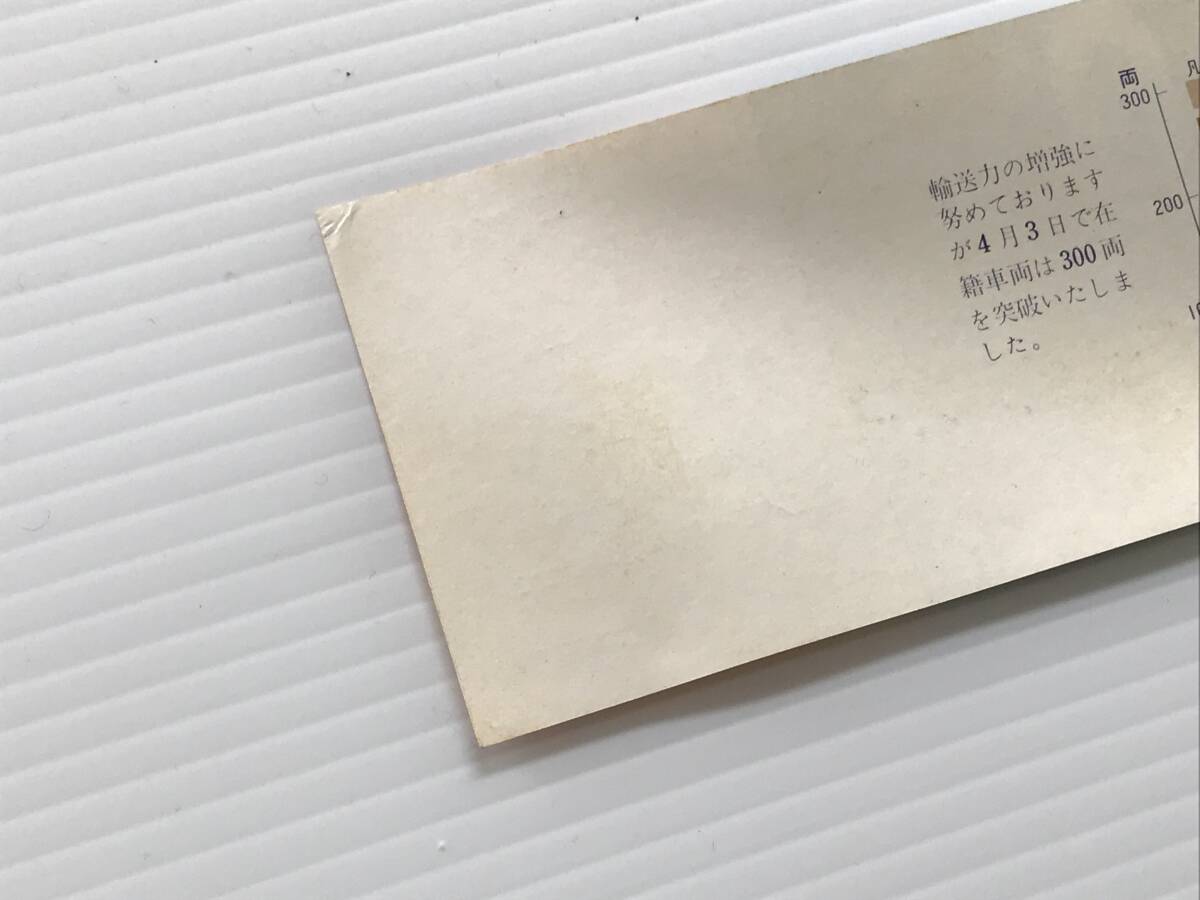 輸送力の増強に
努めております
が4月3日で在
籍車両は300両
を突破いたしま
した。
両
300
200
凡